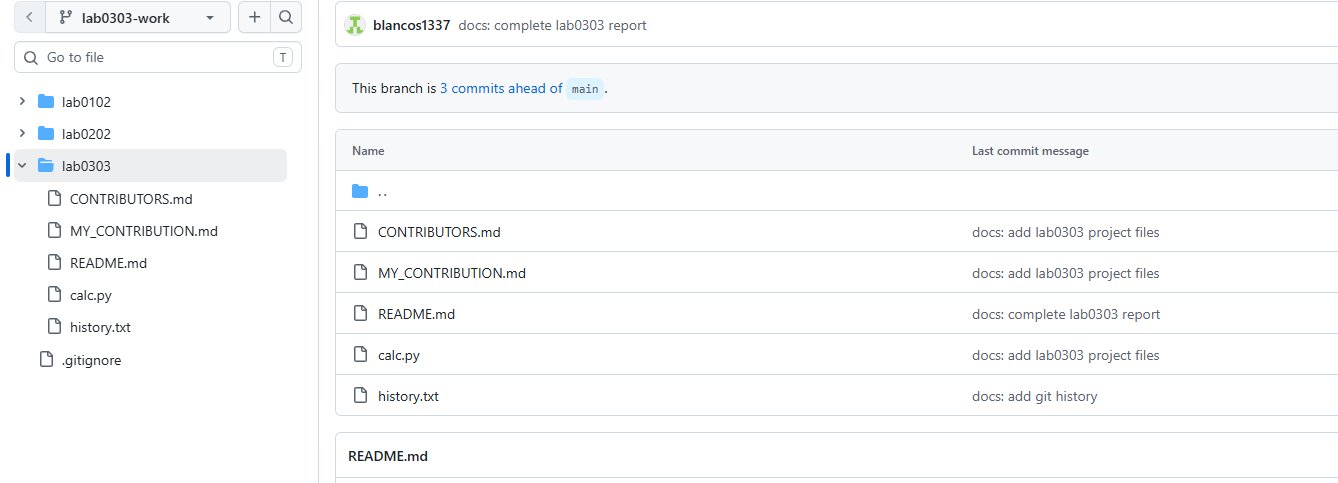 lab0303-work
Go to file
T
lab0102
lab0202
lab0303
CONTRIBUTORS.md
MY_CONTRIBUTION.md
README.md
calc.py
history.txt
.gitignore
blancos1337 docs: complete lab0303 report
This branch is 3 commits ahead of main.
Name Last commit message
..
CONTRIBUTORS.md docs: add lab0303 project files
MY_CONTRIBUTION.md docs: add lab0303 project files
README.md docs: complete lab0303 report
calc.py docs: add lab0303 project files
history.txt docs: add git history
README.md